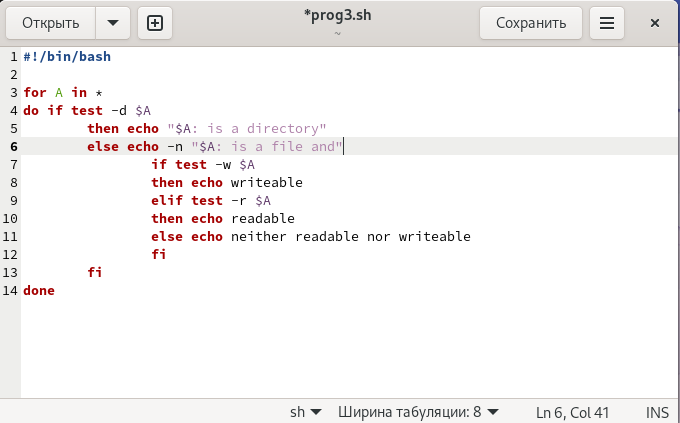 Открыть
*prog3.sh
~
Сохранить
1 #!/bin/bash
2
3 for A in *
4 do if test -d $A
5         then echo "$A: is a directory"
6         else echo -n "$A: is a file and"
7                 if test -w $A
8                 then echo writeable
9                 elif test -r $A
10                 then echo readable
11                 else echo neither readable nor writeable
12                 fi
13         fi
14 done
sh Ширина табуляции: 8 Ln 6, Col 41 INS